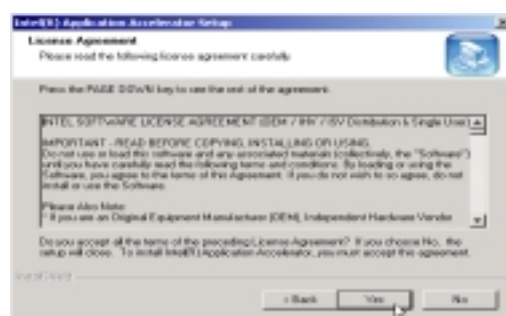 Intel(R) Application Accelerator Setup
License Agreement
Please read the following license agreement carefully.
Press the PAGE DOWN key to see the rest of the agreement.
INTEL SOFTWARE LICENSE AGREEMENT (OEM / IHV / ISV Distribution & Single User)
IMPORTANT - READ BEFORE COPYING, INSTALLING OR USING.
Do not use or load this software and any associated materials (collectively, the "Software")
until you have carefully read the following terms and conditions. By loading or using the
Software, you agree to the terms of this Agreement. If you do not wish to so agree, do not
install or use the Software.
Please Also Note:
* If you are an Original Equipment Manufacturer (OEM), Independent Hardware Vendor
Do you accept all the terms of the preceding License Agreement? If you choose No, the
setup will close. To install Intel(R) Application Accelerator, you must accept this agreement.
InstallShield
< Back
Yes
No